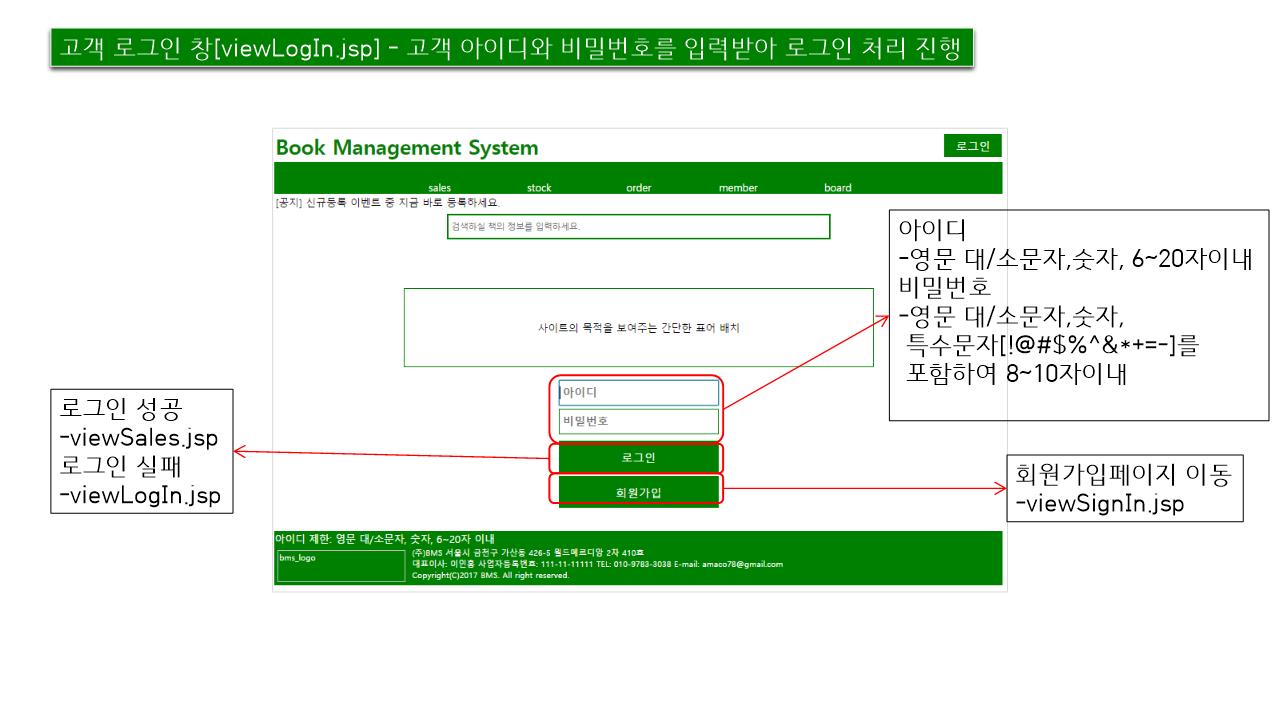 고객 로그인 창[viewLogIn.jsp] - 고객 아이디와 비밀번호를 입력받아 로그인 처리 진행
Book Management System
로그인
sales stock order member board
[공지] 신규등록 이벤트 중 지금 바로 등록하세요.
검색하실 책의 정보를 입력하세요.
아이디
-영문 대/소문자,숫자, 6~20자이내
비밀번호
-영문 대/소문자,숫자,
특수문자[!@#$%^&*+=-]를
포함하여 8~10자이내
사이트의 목적을 보여주는 간단한 표어 배치
아이디
비밀번호
로그인
회원가입
로그인 성공
-viewSales.jsp
로그인 실패
-viewLogIn.jsp
회원가입페이지 이동
-viewSignIn.jsp
아이디 제한: 영문 대/소문자, 숫자, 6~20자 이내
bms_logo
(주)BMS 서울시 금천구 가산동 426-5 월드메르디앙 2차 410호
대표이사: 이민홍 사업자등록번호: 111-11-11111 TEL: 010-9783-3038 E-mail: amaco78@gmail.com
Copyright(C)2017 BMS. All right reserved.